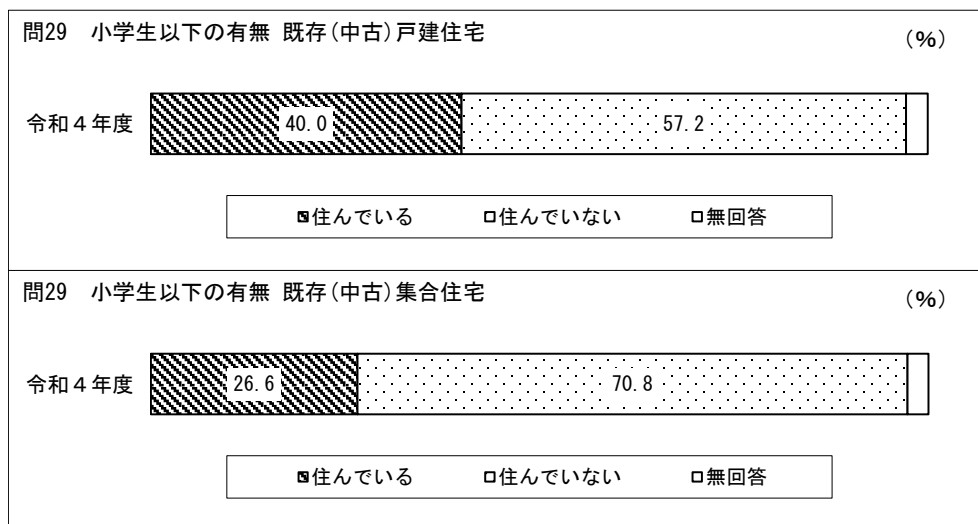 問29 小学生以下の有無 既存(中古)戸建住宅
(%)
令和4年度 40.0 57.2
住んでいる 住んでいない 無回答
問29 小学生以下の有無 既存(中古)集合住宅
(%)
令和4年度 26.6 70.8
住んでいる 住んでいない 無回答